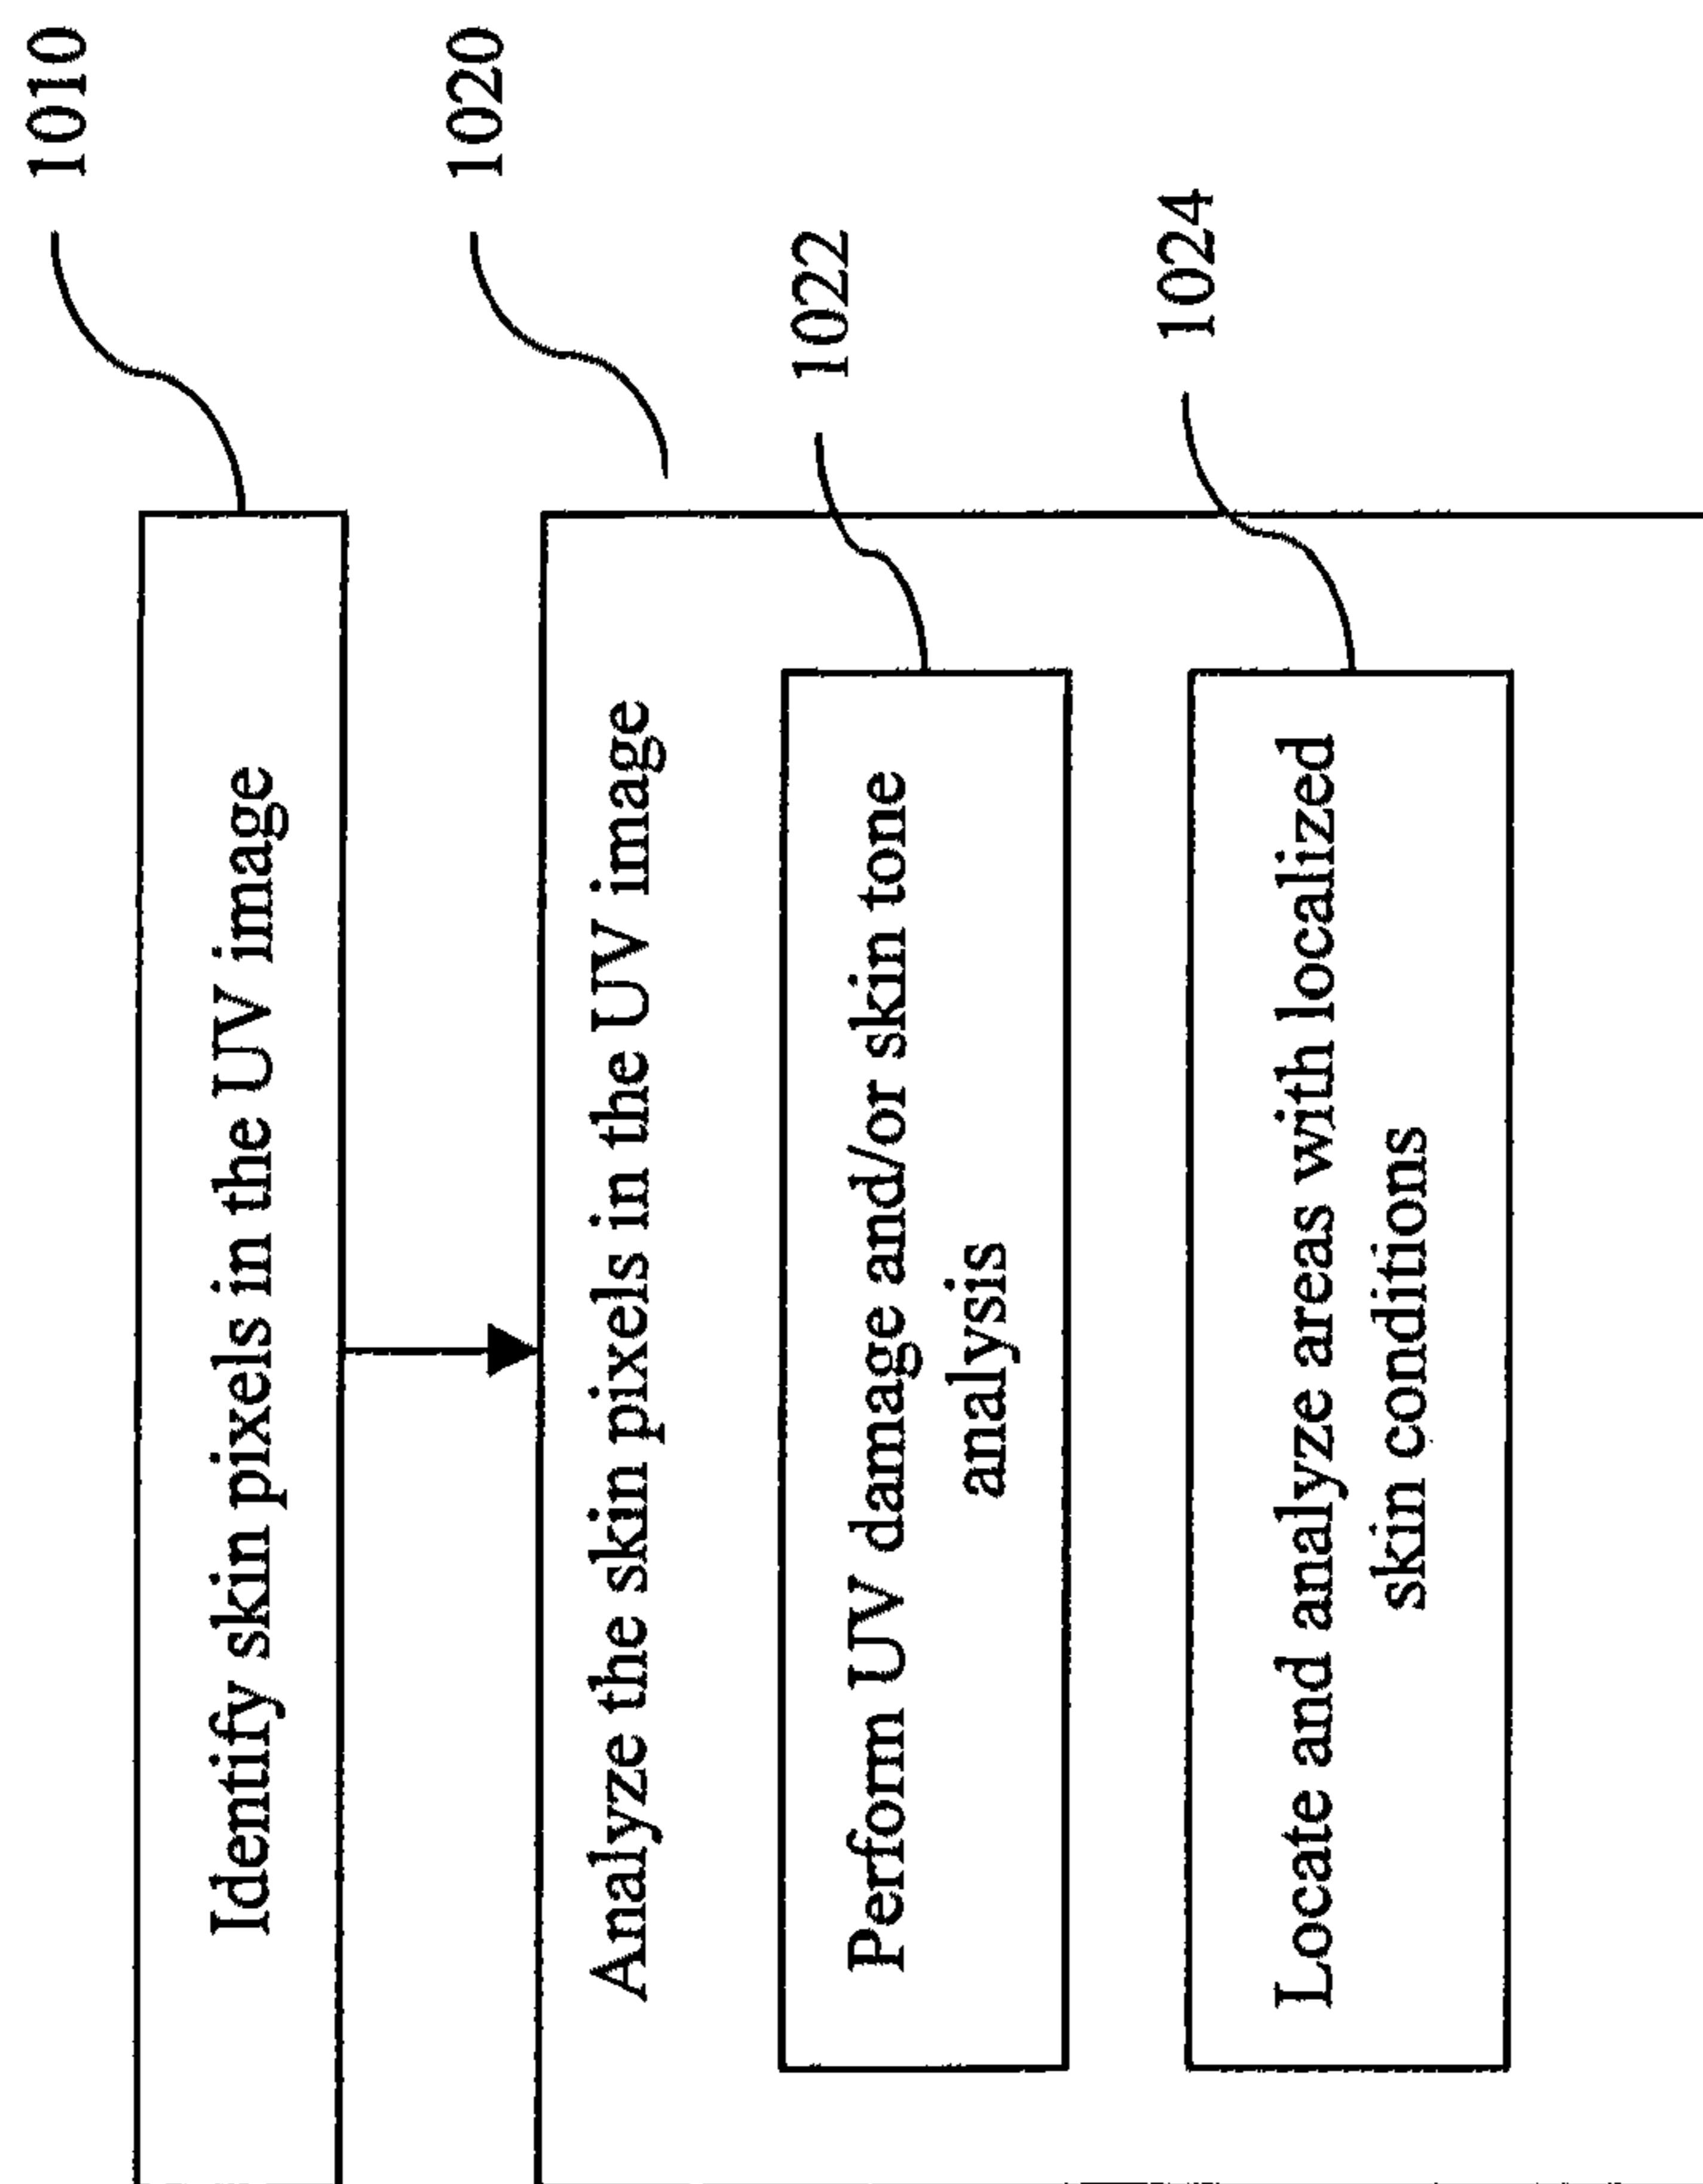 1010
Identify skin pixels in the UV image
1020
Analyze the skin pixels in the UV image
1022
Perform UV damage and/or skin tone
analysis
1024
Locate and analyze areas with localized
skin conditions